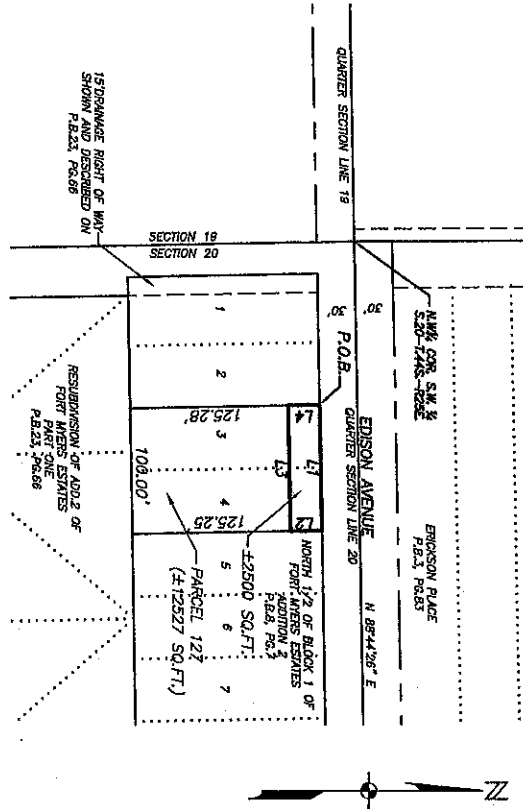 QUARTER SECTION LINE 19
N.W¼ COR. S.W. ¼
S.20-T.44S.-R25E
ERICKSON PLACE
P.B.3, PG.83
EDISON AVENUE
QUARTER SECTION LINE 20
N 88°44'26" E
30'
30'
P.O.B.
SECTION 19
SECTION 20
15'DRAINAGE RIGHT OF WAY
SHOWN AND DESCRIBED ON
P.B.23, PG.66
1
2
3
4
5
6
7
L4
L1
L2
L3
125.28'
125.25
100.00'
NORTH 1/2 OF BLOCK 1 OF
FORT MYERS ESTATES
ADDITION 2
P.B.8, PG.7
±2500 SQ.FT.
PARCEL 127
(±12527 SQ.FT.)
RESUBDIVISION OF ADD.2 OF
FORT MYERS ESTATES
PART ONE
P.B.23, PG.66
N